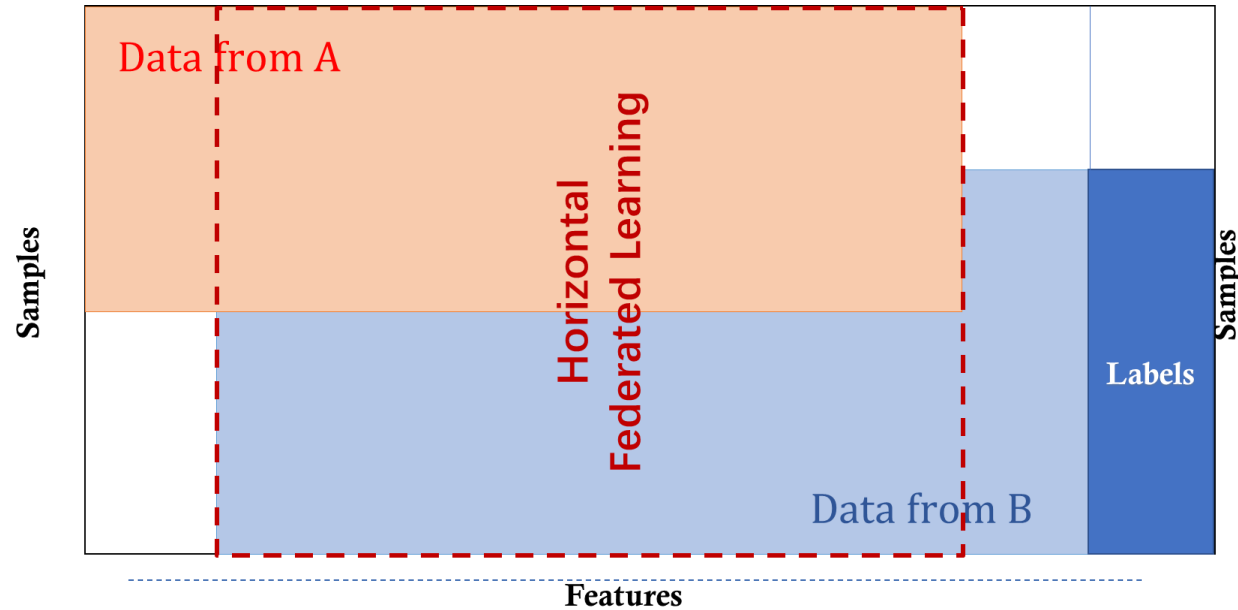 Data from A
Samples
Horizontal
Federated Learning
Samples
Labels
Data from B
Features